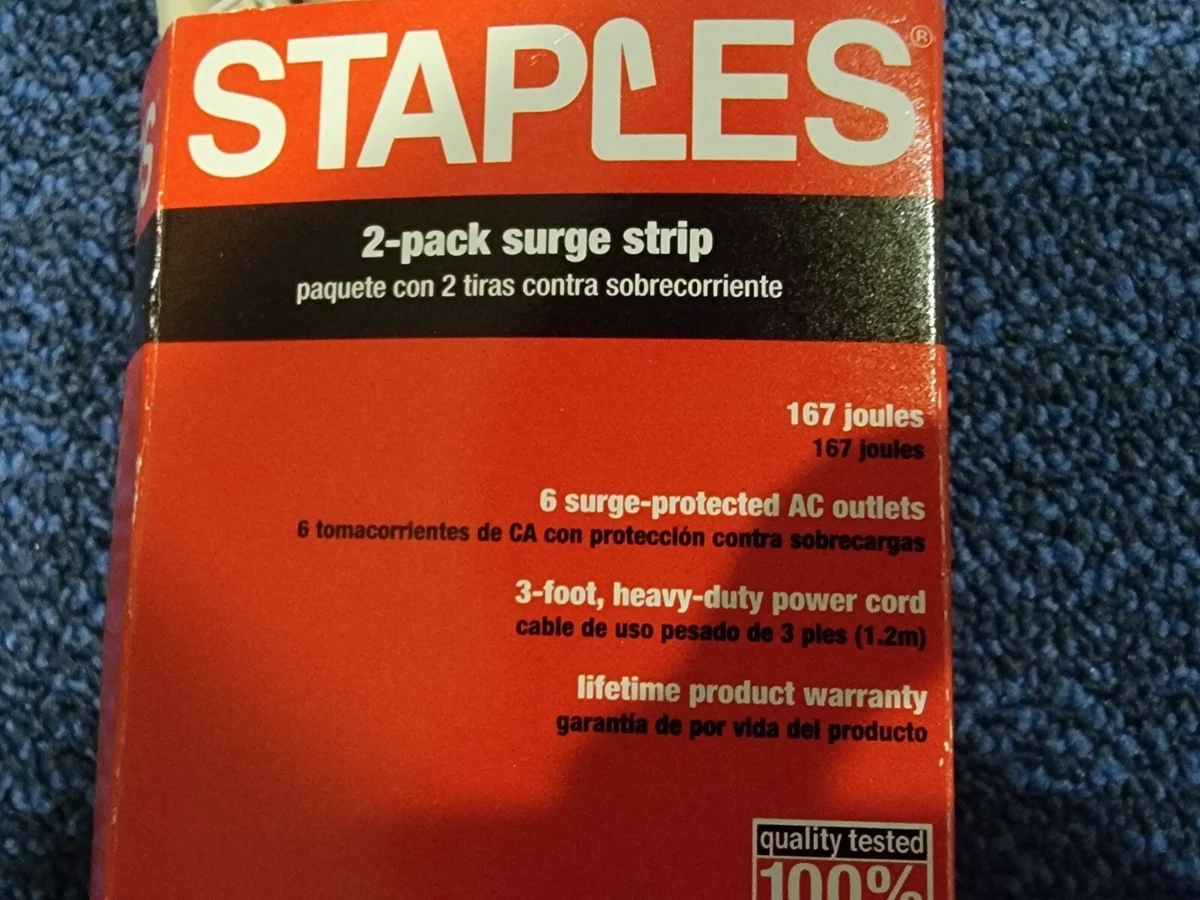 STAPLES®
2-pack surge strip
paquete con 2 tiras contra sobrecorriente
167 joules
167 joules
6 surge-protected AC outlets
6 tomacorrientes de CA con protección contra sobrecargas
3-foot, heavy-duty power cord
cable de uso pesado de 3 pies (1.2m)
lifetime product warranty
garantía de por vida del producto
quality tested
100%